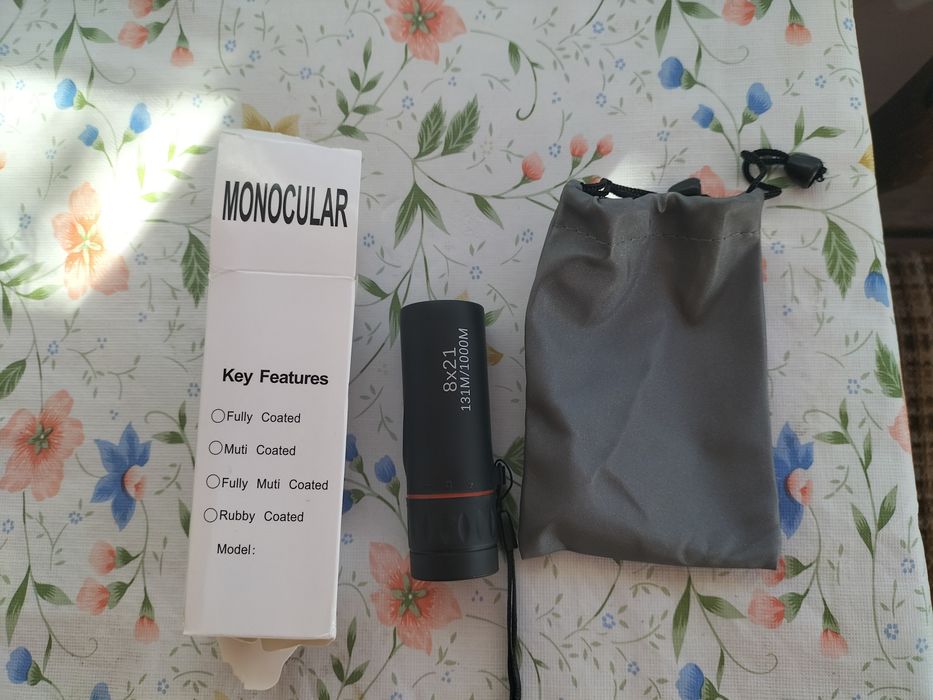 MONOCULAR
Key Features
Fully Coated
Muti Coated
Fully Muti Coated
Rubby Coated
Model:
8x21
131M/1000M